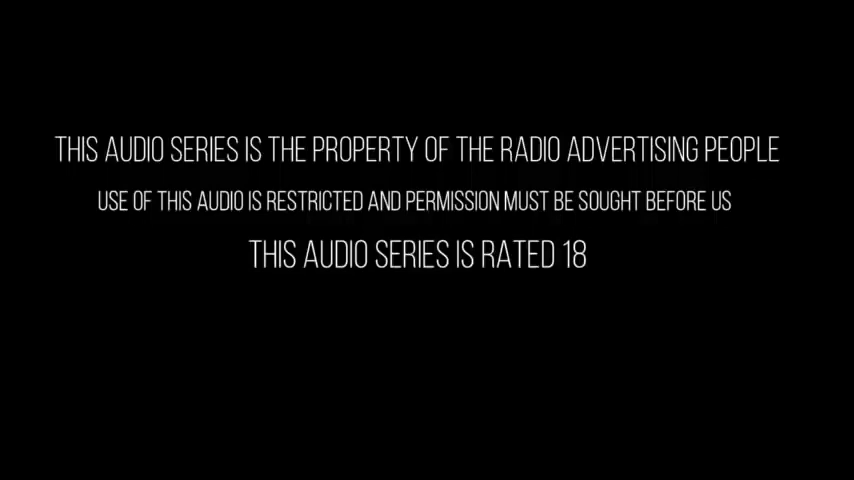 THIS AUDIO SERIES IS THE PROPERTY OF THE RADIO ADVERTISING PEOPLE
USE OF THIS AUDIO IS RESTRICTED AND PERMISSION MUST BE SOUGHT BEFORE US
THIS AUDIO SERIES IS RATED 18